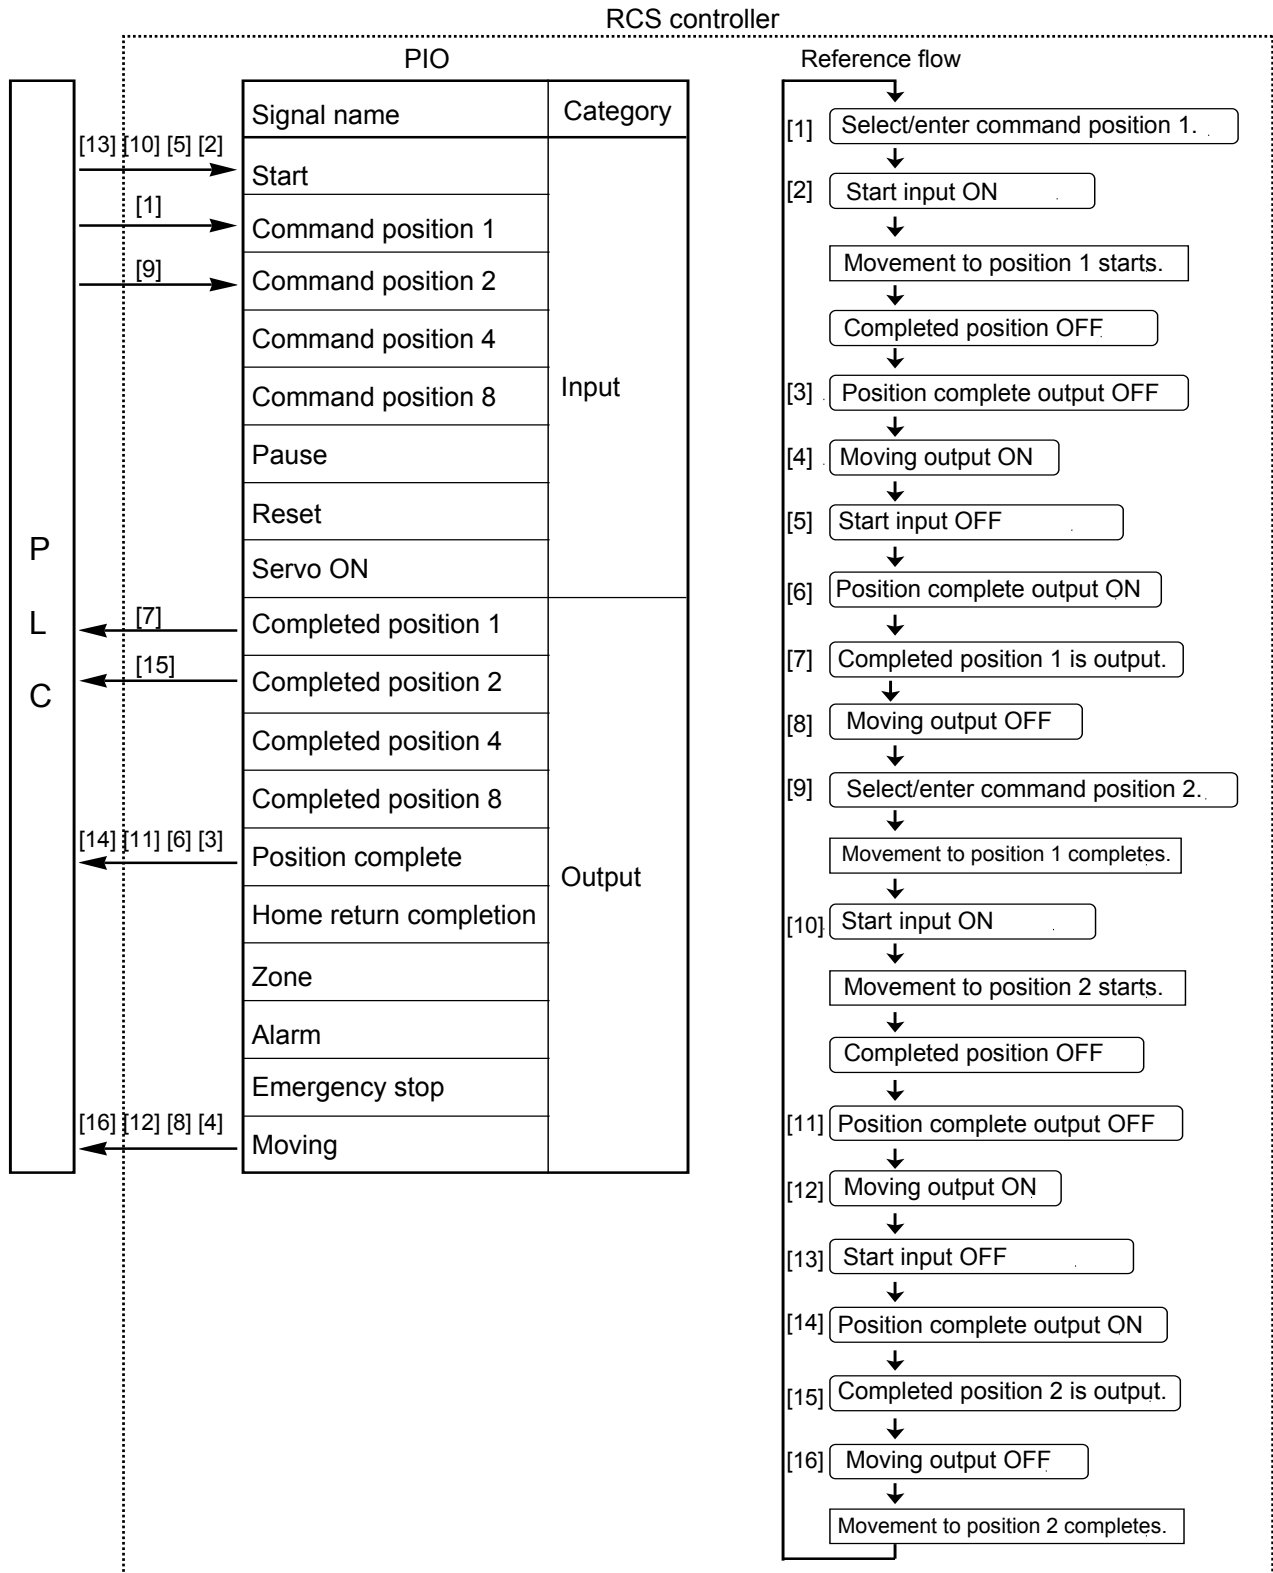 RCS controller
PIO
Signal name Category
[13] [10] [5] [2]
Start
[1]
Command position 1
[9]
Command position 2
Command position 4
Command position 8
Input
Pause
Reset
Servo ON
P
L
C
[7]
Completed position 1
[15]
Completed position 2
Completed position 4
Completed position 8
[14] [11] [6] [3]
Position complete
Output
Home return completion
Zone
Alarm
Emergency stop
[16] [12] [8] [4]
Moving
Reference flow
[1] Select/enter command position 1.
[2] Start input ON
Movement to position 1 starts.
Completed position OFF
[3] Position complete output OFF
[4] Moving output ON
[5] Start input OFF
[6] Position complete output ON
[7] Completed position 1 is output.
[8] Moving output OFF
[9] Select/enter command position 2.
Movement to position 1 completes.
[10] Start input ON
Movement to position 2 starts.
Completed position OFF
[11] Position complete output OFF
[12] Moving output ON
[13] Start input OFF
[14] Position complete output ON
[15] Completed position 2 is output.
[16] Moving output OFF
Movement to position 2 completes.